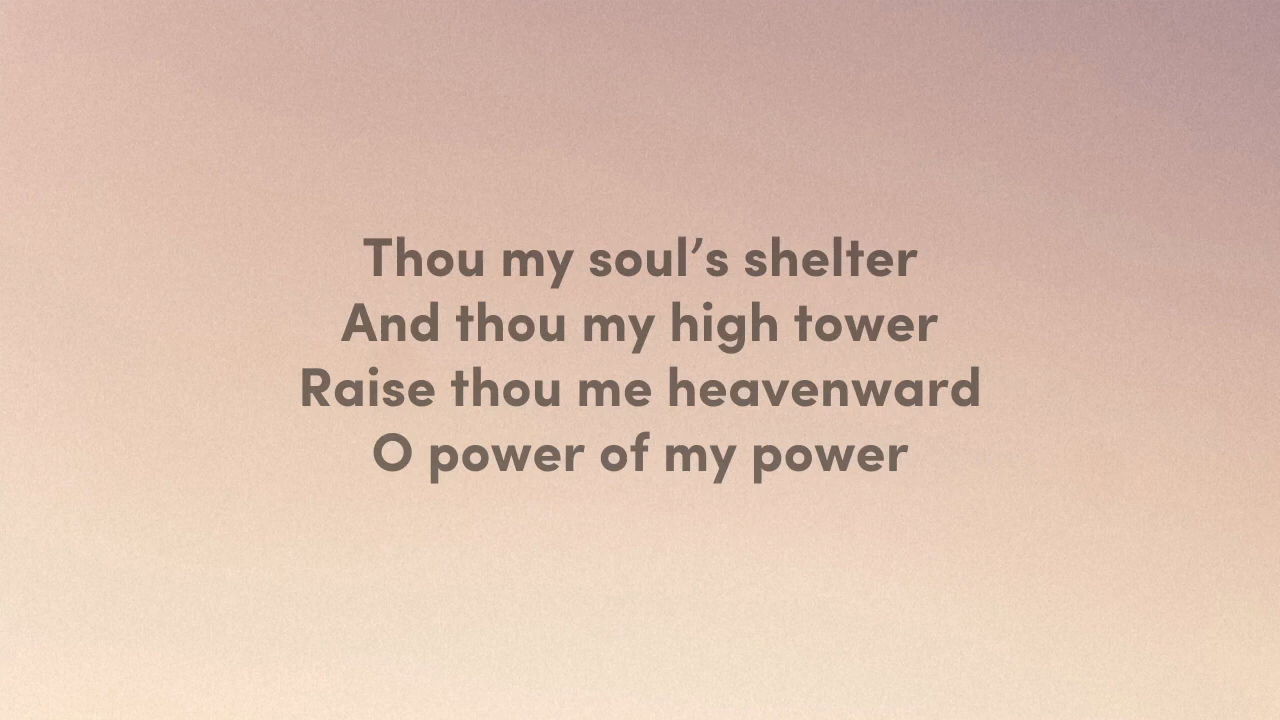 Thou my soul’s shelter
And thou my high tower
Raise thou me heavenward
O power of my power